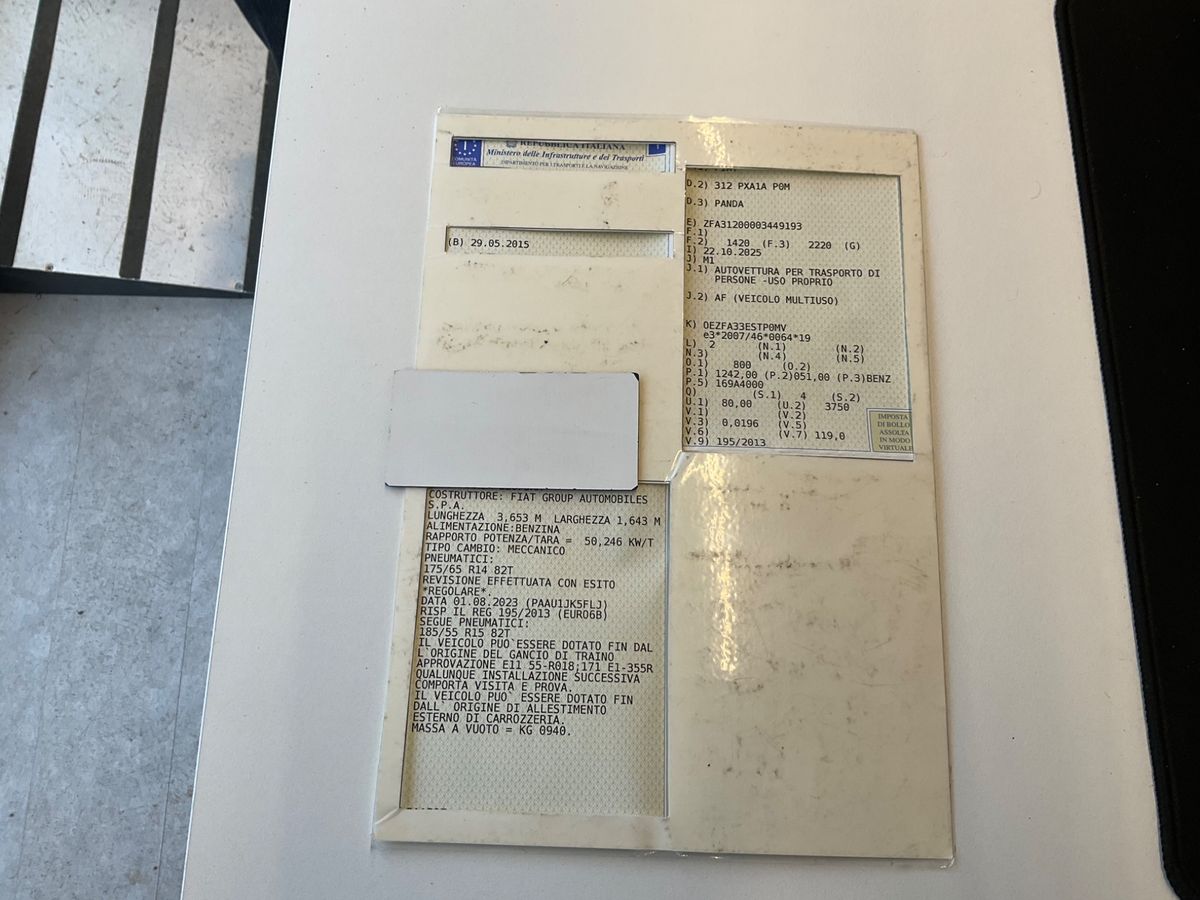 COMUNITÀ
EUROPEA
I
REPUBBLICA ITALIANA
Ministero delle Infrastrutture e dei Trasporti
DIPARTIMENTO PER I TRASPORTI E LA NAVIGAZIONE
(B) 29.05.2015
COSTRUTTORE: FIAT GROUP AUTOMOBILES
S.P.A.
LUNGHEZZA 3,653 M LARGHEZZA 1,643 M
ALIMENTAZIONE:BENZINA
RAPPORTO POTENZA/TARA = 50,246 KW/T
TIPO CAMBIO: MECCANICO
PNEUMATICI:
175/65 R14 82T
REVISIONE EFFETTUATA CON ESITO
*REGOLARE*.
DATA 01.08.2023 (PAAU1JK5FLJ)
RISP IL REG 195/2013 (EURO6B)
SEGUE PNEUMATICI:
185/55 R15 82T
IL VEICOLO PUO`ESSERE DOTATO FIN DAL
L`ORIGINE DEL GANCIO DI TRAINO
APPROVAZIONE E11 55-R018;171 E1-355R
QUALUNQUE INSTALLAZIONE SUCCESSIVA
COMPORTA VISITA E PROVA.
IL VEICOLO PUO` ESSERE DOTATO FIN
DALL` ORIGINE DI ALLESTIMENTO
ESTERNO DI CARROZZERIA.
MASSA A VUOTO = KG 0940.
D.2) 312 PXA1A P0M
D.3) PANDA
E) ZFA31200003449193
F.1)
F.2) 1420 (F.3) 2220 (G)
I) 22.10.2025
J) M1
J.1) AUTOVETTURA PER TRASPORTO DI
PERSONE -USO PROPRIO
J.2) AF (VEICOLO MULTIUSO)
K) OEZFA33ESTP0MV
e3*2007/46*0064*19
L) 2 (N.1) (N.2)
N.3) (N.4) (N.5)
O.1) 800 (O.2)
P.1) 1242,00 (P.2)051,00 (P.3)BENZ
P.5) 169A4000
Q) (S.1) 4 (S.2)
U.1) 80,00 (U.2) 3750
V.1) (V.2)
V.3) 0,0196 (V.5)
V.6) (V.7) 119,0
V.9) 195/2013
IMPOSTA
DI BOLLO
ASSOLTA
IN MODO
VIRTUALE